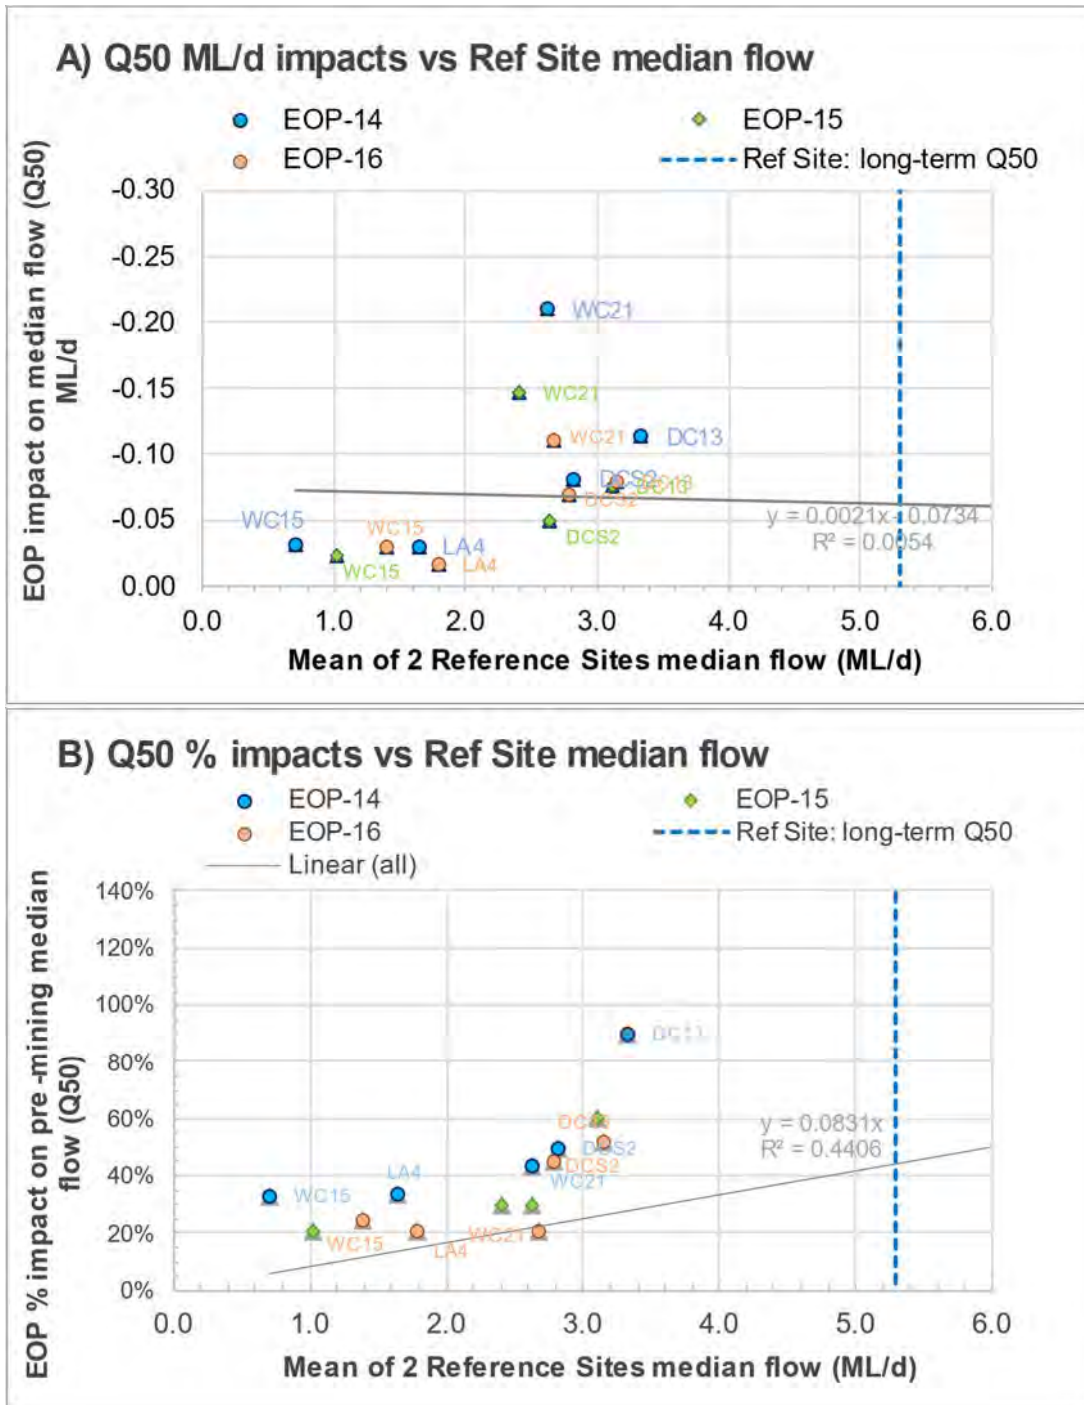 A) Q50 ML/d impacts vs Ref Site median flow
EOP-14
EOP-15
EOP-16
Ref Site: long-term Q50
EOP impact on median flow (Q50)
ML/d
-0.30
-0.25
-0.20
-0.15
-0.10
-0.05
0.00
WC21
WC21
WC21
DC13
DCS2
DC13
DC13
DCS2
DCS2
WC15
WC15
WC15
LA4
LA4
y = 0.0021x - 0.0734
R² = 0.0054
0.0
1.0
2.0
3.0
4.0
5.0
6.0
Mean of 2 Reference Sites median flow (ML/d)
B) Q50 % impacts vs Ref Site median flow
EOP-14
EOP-15
EOP-16
Ref Site: long-term Q50
Linear (all)
EOP % impact on pre-mining median
flow (Q50)
140%
120%
100%
80%
60%
40%
20%
0%
DCS2
DCS2
WC21
LA4
WC15
WC15
LA4
WC21
y = 0.0831x
R² = 0.4406
0.0
1.0
2.0
3.0
4.0
5.0
6.0
Mean of 2 Reference Sites median flow (ML/d)